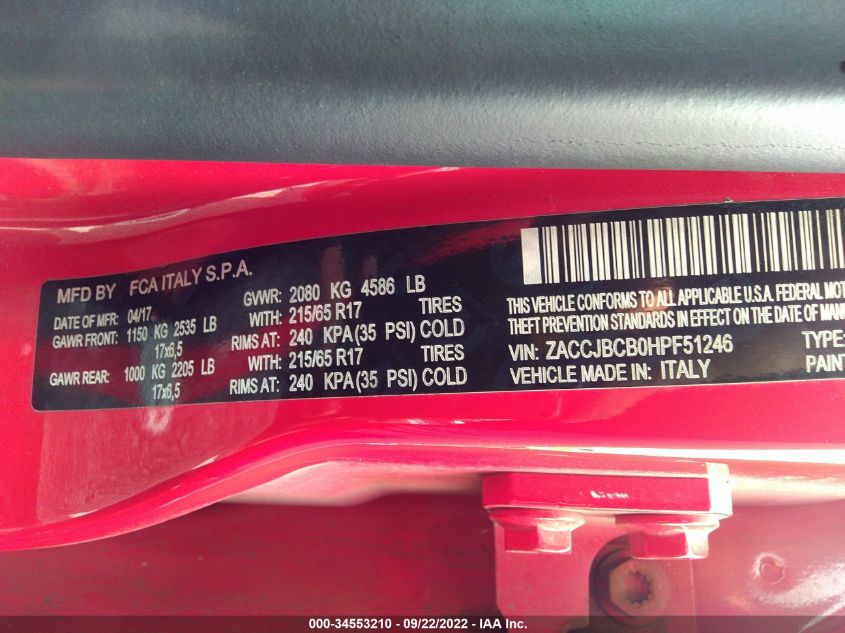 MFD BY FCA ITALY S.P.A.
DATE OF MFR: 04/17 GVWR: 2080 KG 4586 LB
GAWR FRONT: 1150 KG 2535 LB WITH: 215/65 R17 TIRES
17x6,5 RIMS AT: 240 KPA(35 PSI) COLD
GAWR REAR: 1000 KG 2205 LB WITH: 215/65 R17 TIRES
17x6,5 RIMS AT: 240 KPA(35 PSI) COLD
THIS VEHICLE CONFORMS TO ALL APPLICABLE U.S.A. FEDERAL MOT
THEFT PREVENTION STANDARDS IN EFFECT ON THE DATE OF MAN
VIN: ZACCJBCB0HPF51246 TYPE:
VEHICLE MADE IN: ITALY PAIN
000-34553210 - 09/22/2022 - IAA Inc.